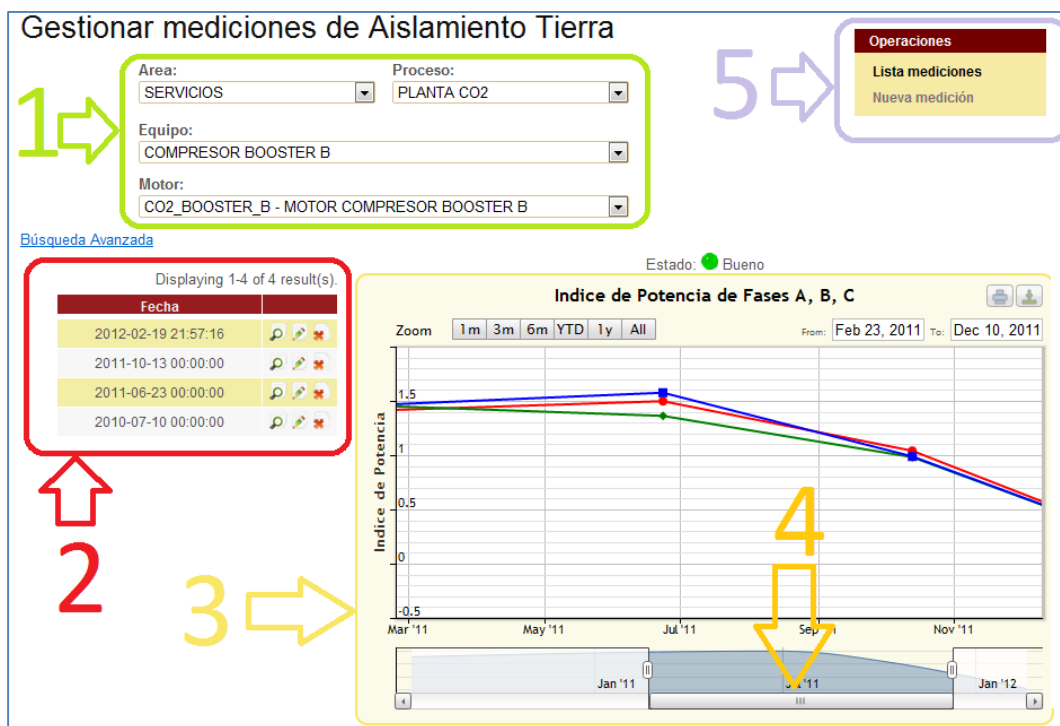 Gestionar mediciones de Aislamiento Tierra
Operaciones
Lista mediciones
Nueva medición
5
1
Area:
SERVICIOS
Proceso:
PLANTA CO2
Equipo:
COMPRESOR BOOSTER B
Motor:
CO2_BOOSTER_B - MOTOR COMPRESOR BOOSTER B
Búsqueda Avanzada
Displaying 1-4 of 4 result(s).
Fecha
2012-02-19 21:57:16
2011-10-13 00:00:00
2011-06-23 00:00:00
2010-07-10 00:00:00
2
Estado: Bueno
Indice de Potencia de Fases A, B, C
Zoom 1m 3m 6m YTD 1y All
From: Feb 23, 2011 To: Dec 10, 2011
Indice de Potencia
1.5
1
0.5
0
-0.5
3
4
Mar '11 May '11 Jul '11 Sep Nov '11
Jan '11 '11 Jan '12